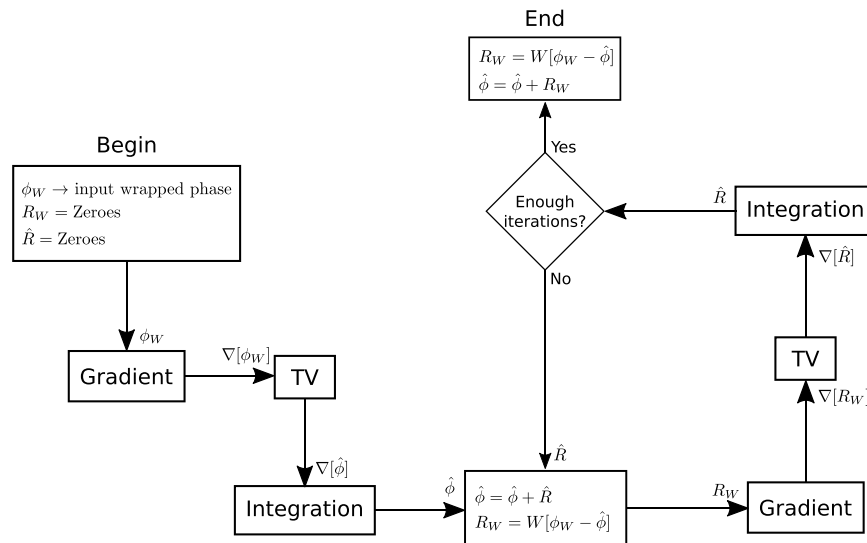 Begin
ϕ_W → input wrapped phase
R_W = Zeroes
R̂ = Zeroes
ϕ_W
Gradient
∇[ϕ_W]
TV
∇[ϕ̂]
Integration
ϕ̂
ϕ̂ = ϕ̂ + R̂
R_W = W[ϕ_W − ϕ̂]
R_W
Gradient
∇[R_W]
TV
∇[R̂]
Integration
R̂
Enough
iterations?
No
R̂
Yes
End
R_W = W[ϕ_W − ϕ̂]
ϕ̂ = ϕ̂ + R_W